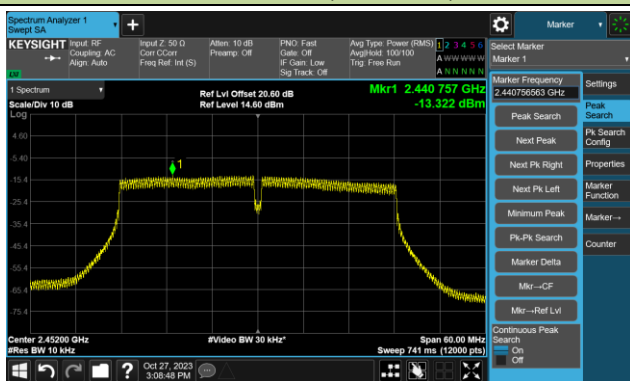 Spectrum Analyzer 1
Swept SA
+
Marker
KEYSIGHT
Input: RF
Coupling: AC
Align: Auto
Input Z: 50 Ω
Corr CCorr
Freq Ref: Int (S)
Atten: 10 dB
Preamp: Off
PNO: Fast
Gate: Off
IF Gain: Low
Sig Track: Off
Avg Type: Power (RMS)
Avg|Hold: 100/100
Trig: Free Run
1 2 3 4 5 6
A W W W W W
A N N N N N
LXI
Select Marker
Marker 1
1 Spectrum
Scale/Div 10 dB
Log
Ref Lvl Offset 20.60 dB
Ref Level 14.60 dBm
Mkr1 2.440 757 GHz
-13.322 dBm
4.60
-5.40
-15.4
-25.4
-35.4
-45.4
-55.4
-65.4
-75.4
1
Center 2.45200 GHz
#Res BW 10 kHz
#Video BW 30 kHz*
Span 60.00 MHz
Sweep 741 ms (12000 pts)
Marker Frequency
2.440756563 GHz
Peak Search
Next Peak
Next Pk Right
Next Pk Left
Minimum Peak
Pk-Pk Search
Marker Delta
Mkr→CF
Mkr→Ref Lvl
Continuous Peak
Search
On
Off
Settings
Peak
Search
Pk Search
Config
Properties
Marker
Function
Marker→
Counter
?
Oct 27, 2023
3:08:48 PM